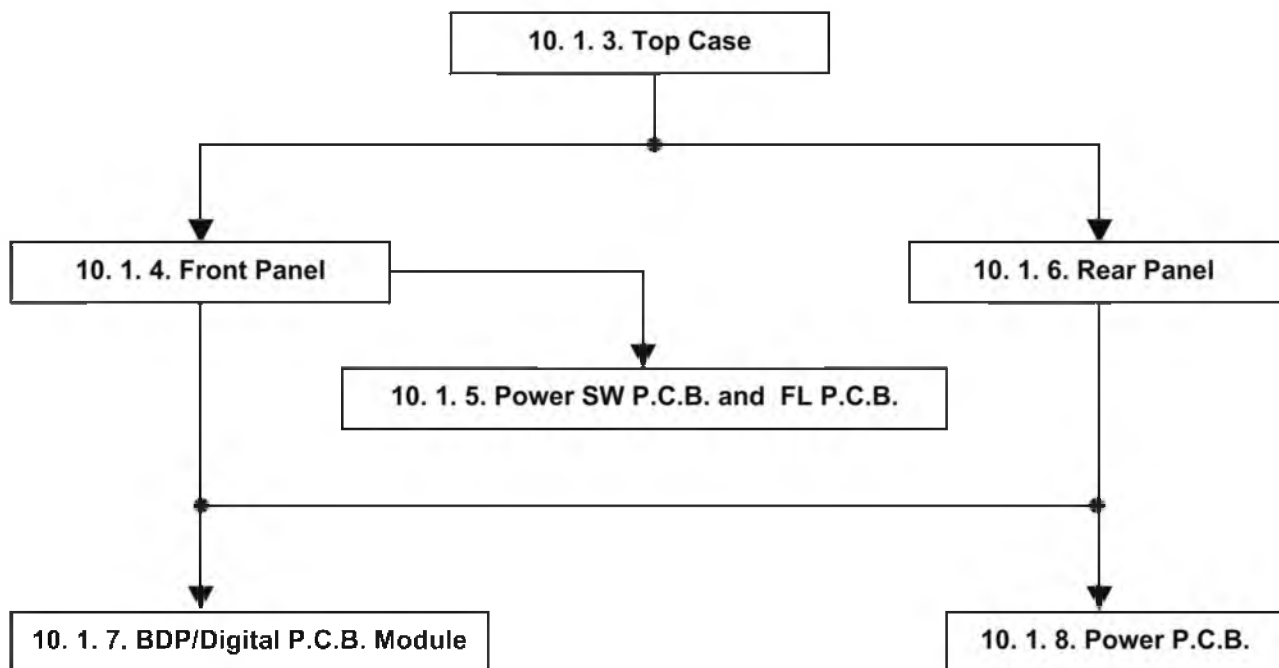 10. 1. 3. Top Case
10. 1. 4. Front Panel
10. 1. 6. Rear Panel
10. 1. 5. Power SW P.C.B. and FL P.C.B.
10. 1. 7. BDP/Digital P.C.B. Module
10. 1. 8. Power P.C.B.